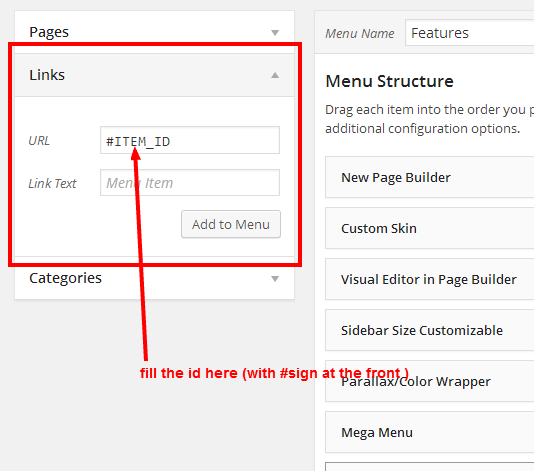 Pages
Links
URL
#ITEM_ID
Link Text
Menu Item
Add to Menu
Categories
fill the id here (with #sign at the front )
Menu Name
Features
Menu Structure
Drag each item into the order you p
additional configuration options.
New Page Builder
Custom Skin
Visual Editor in Page Builder
Sidebar Size Customizable
Parallax/Color Wrapper
Mega Menu